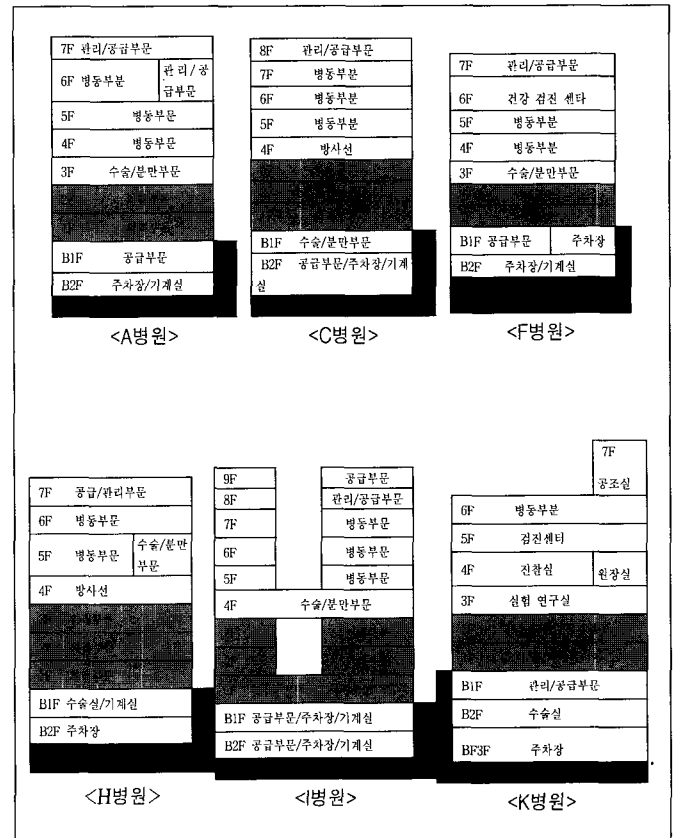 7F 관리/공급부문
6F 병동부분
관리/공
급부문
5F 병동부문
4F 병동부문
3F 수술/분만부문
B1F 공급부문
B2F 주차장/기계실
<A병원>
8F 관리/공급부문
7F 병동부분
6F 병동부분
5F 병동부분
4F 방사선
B1F 수술/분만부문
B2F 공급부문/주차장/기계
실
<C병원>
7F 관리/공급부문
6F 건강 검진 센타
5F 병동부분
4F 병동부분
3F 수술/분만부문
B1F 공급부문
주차장
B2F 주차장/기계실
<F병원>
7F 공급/관리부문
6F 병동부문
5F 병동부문
수술/분만
부문
4F 방사선
B1F 수술실/기계실
B2F 주차장
<H병원>
9F 공급부문
8F 관리/공급부문
7F 병동부문
6F 병동부문
5F 병동부문
4F 수술/분만부문
B1F 공급부문/주차장/기계실
B2F 공급부문/주차장/기계실
<I병원>
7F
공조실
6F 병동부분
5F 검진센터
4F 진찰실
원장실
3F 실험 연구실
B1F 관리/공급부문
B2F 수술실
BF3F 주차장
<K병원>